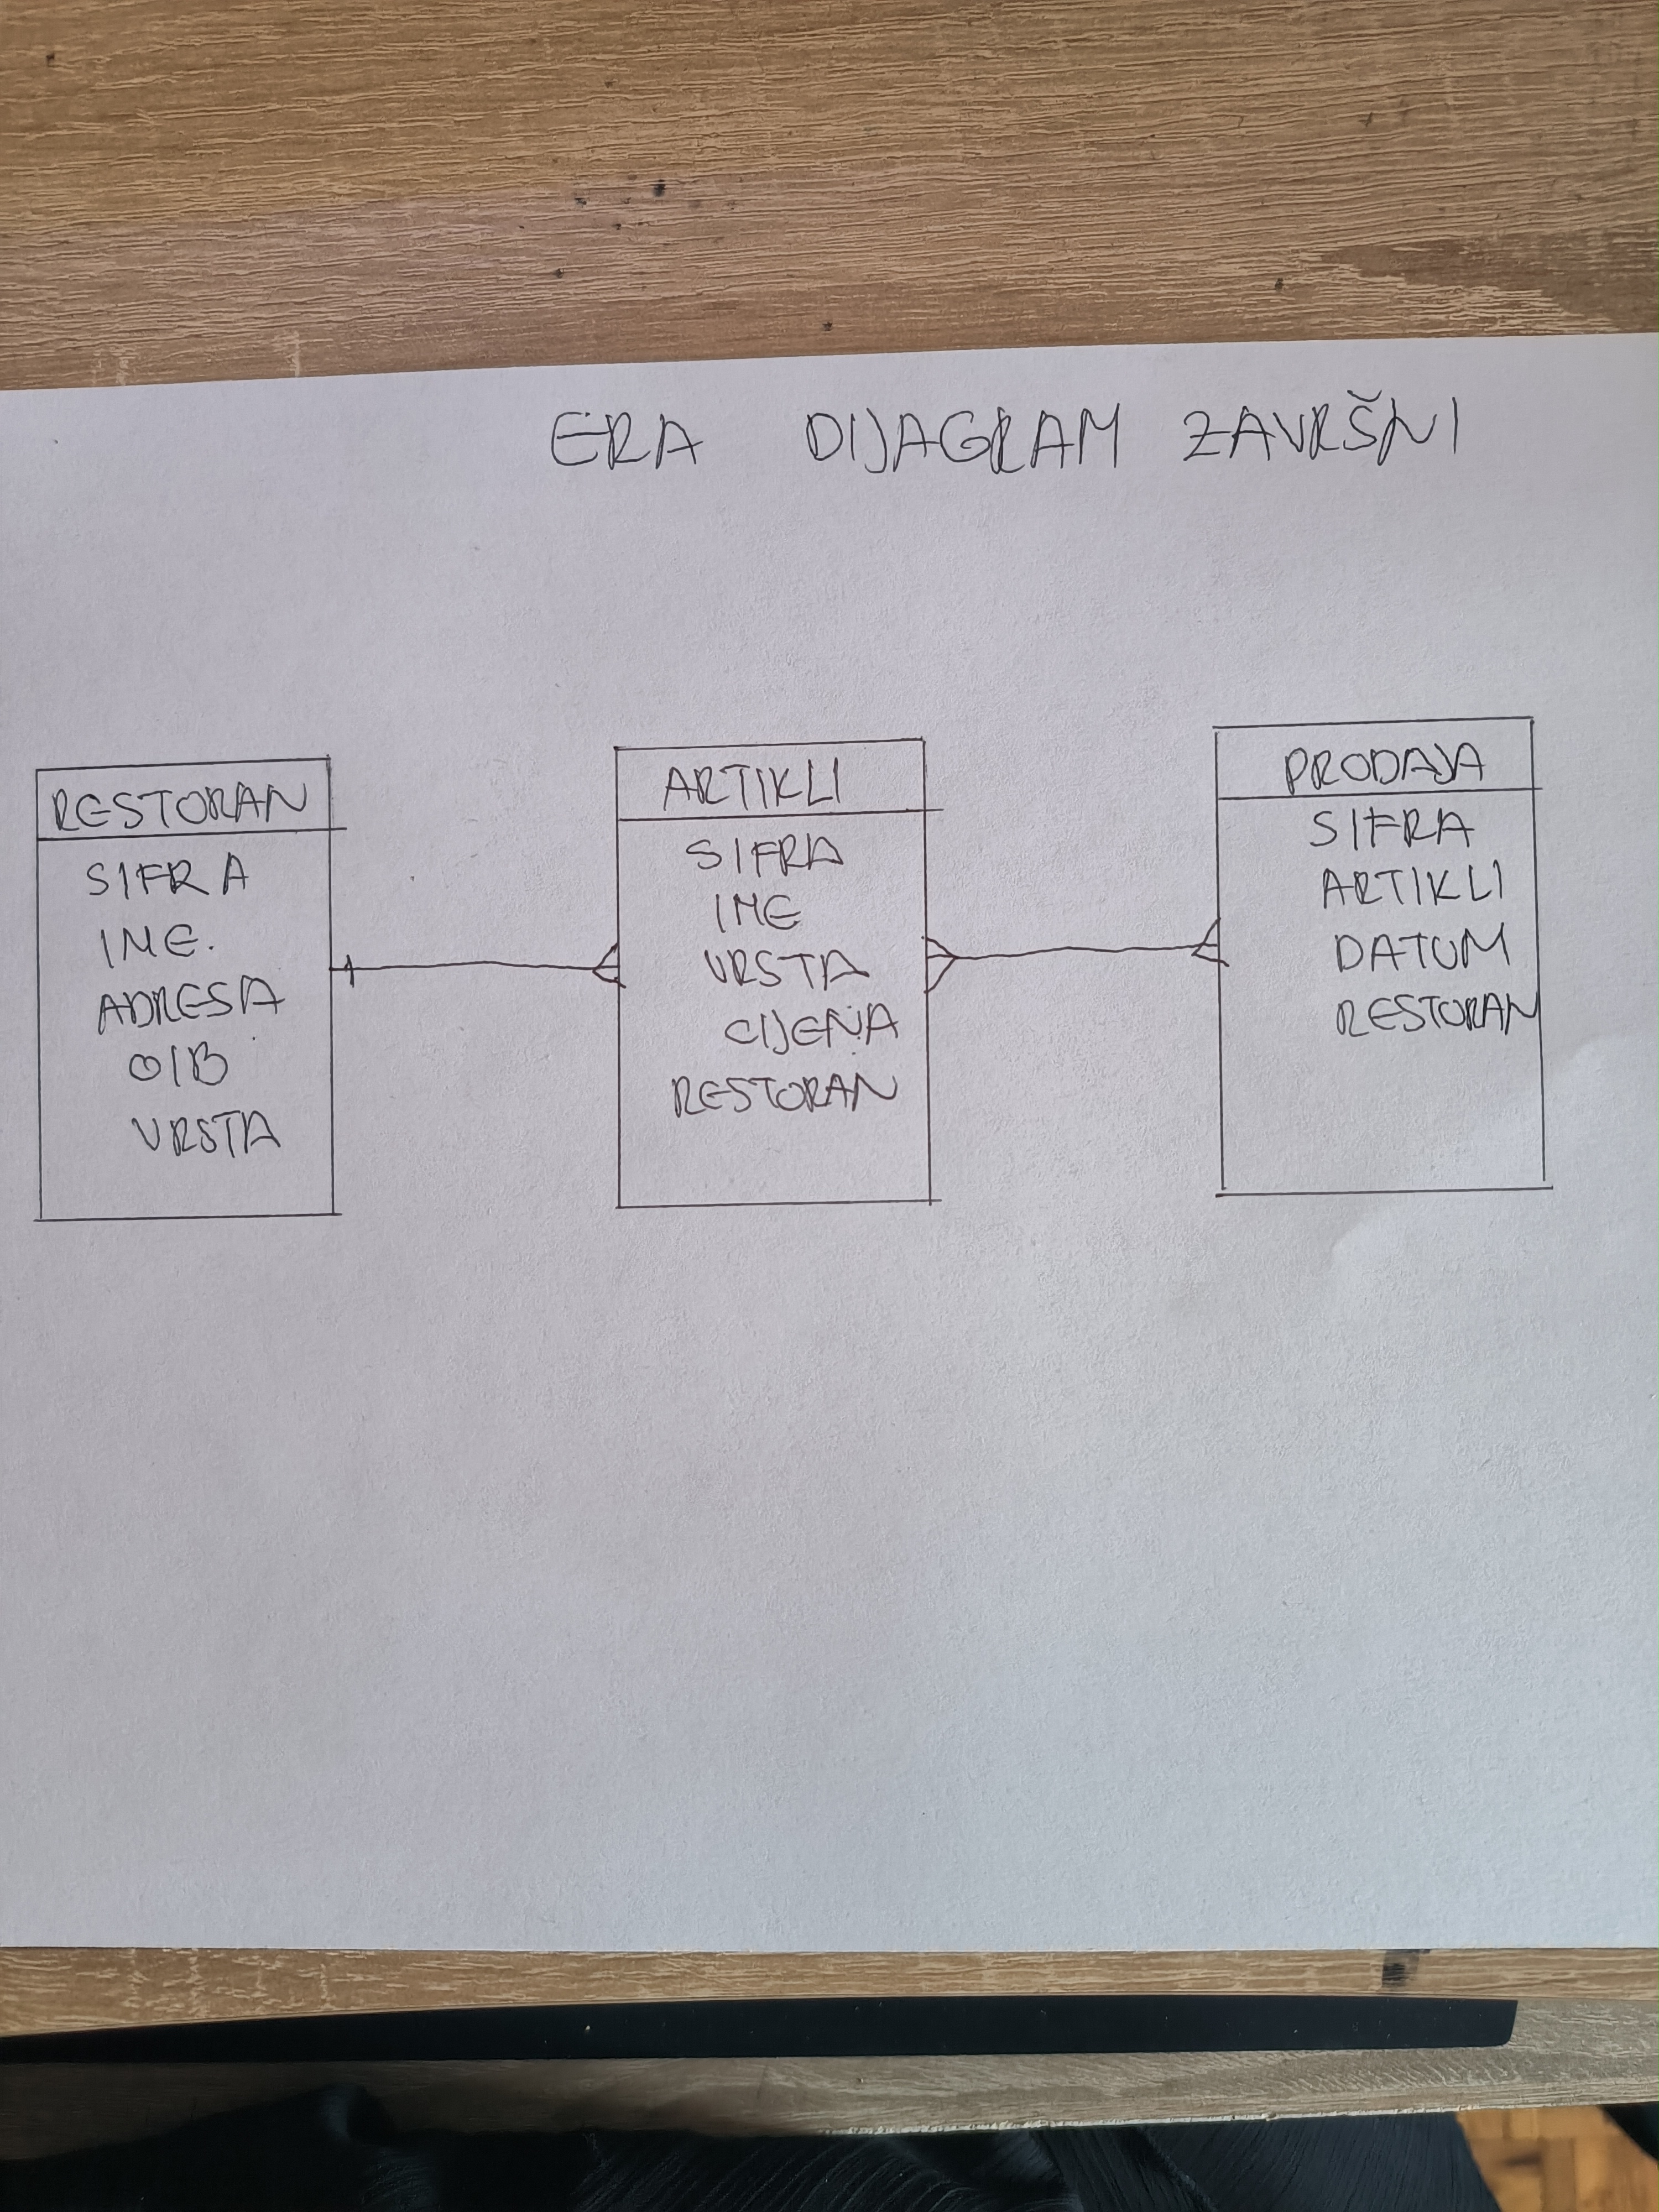 ERA DIJAGRAM ZAVRŠNI
RESTORAN
SIFRA
IME.
ADRESA
OIB
VRSTA
ARTIKLI
SIFRA
IME
VRSTA
CIJENA
RESTORAN
PRODAJA
SIFRA
ARTIKLI
DATUM
RESTORAN